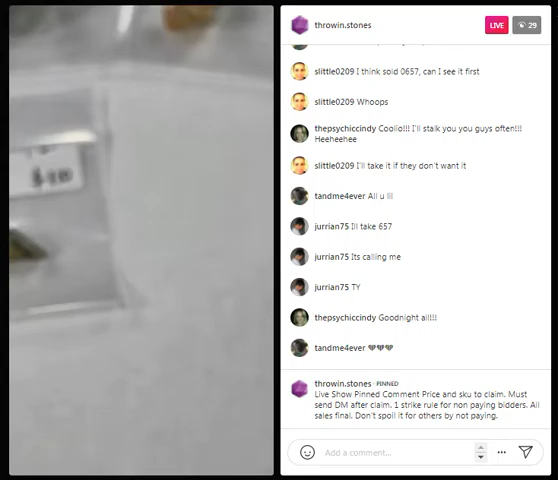 $10
throwin.stones
LIVE
29
slittle0209 I think sold 0657, can I see it first
slittle0209 Whoops
thepsychiccindy Coolio!!! I'll stalk you you guys often!!!
Heeheehee
slittle0209 I'll take it if they don't want it
tandme4ever All u lil
jurrian75 Ill take 657
jurrian75 Its calling me
jurrian75 TY
thepsychiccindy Goodnight all!!!
tandme4ever 💗💗💗
throwin.stones · PINNED
Live Show Pinned Comment Price and sku to claim. Must
send DM after claim. 1 strike rule for non paying bidders. All
sales final. Don't spoil it for others by not paying.
Add a comment...